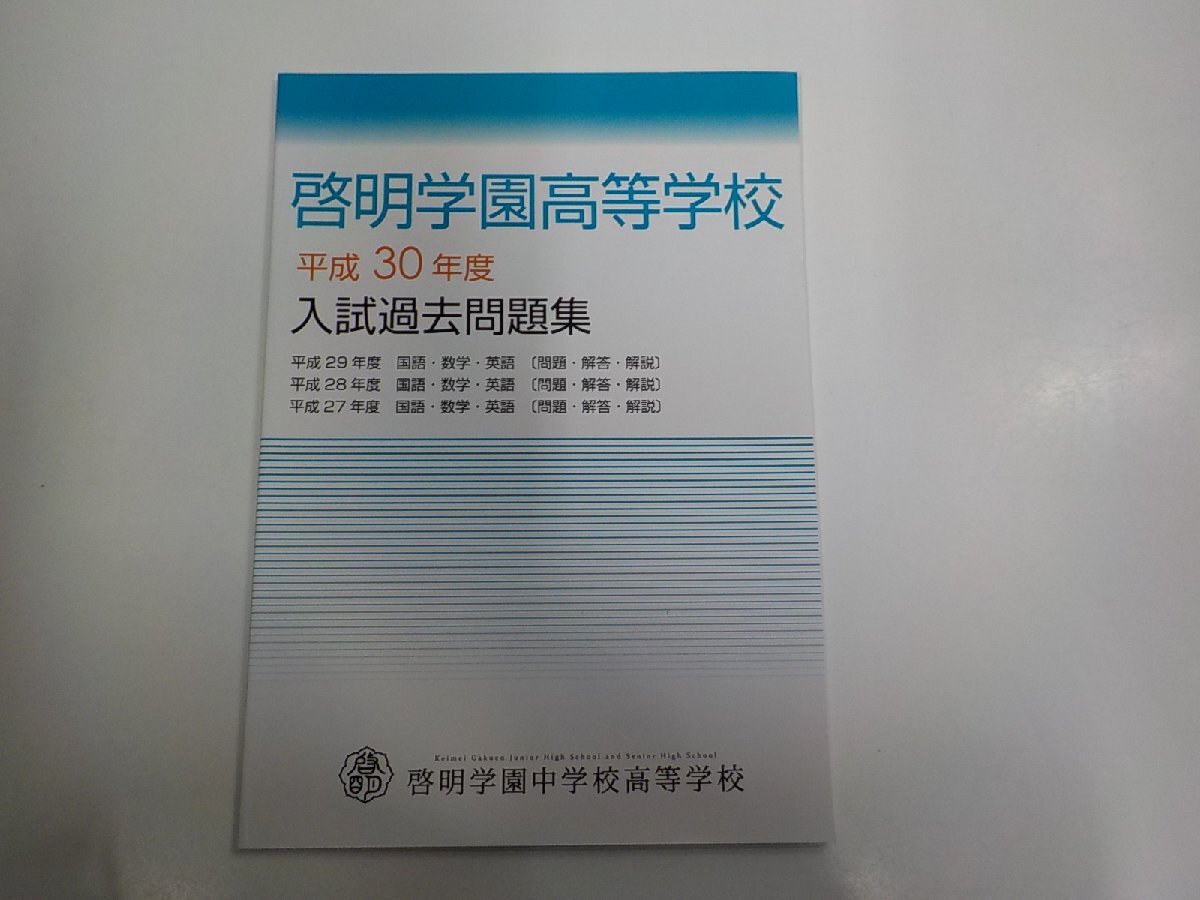 啓明学園高等学校
平成 30 年度
入試過去問題集
平成 29 年度 国語・数学・英語 〔問題・解答・解説〕
平成 28 年度 国語・数学・英語 〔問題・解答・解説〕
平成 27 年度 国語・数学・英語 〔問題・解答・解説〕
Keimei Gakuen Junior High School and Senior High School
啓明
啓明学園中学校高等学校